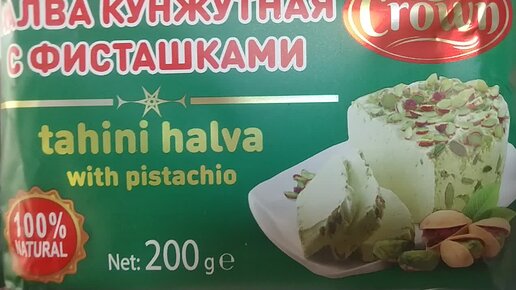 АЛВА КУНЖУТНАЯ
С ФИСТАШКАМИ
Crown
tahini halva
with pistachio
100%
NATURAL
Net: 200 g e